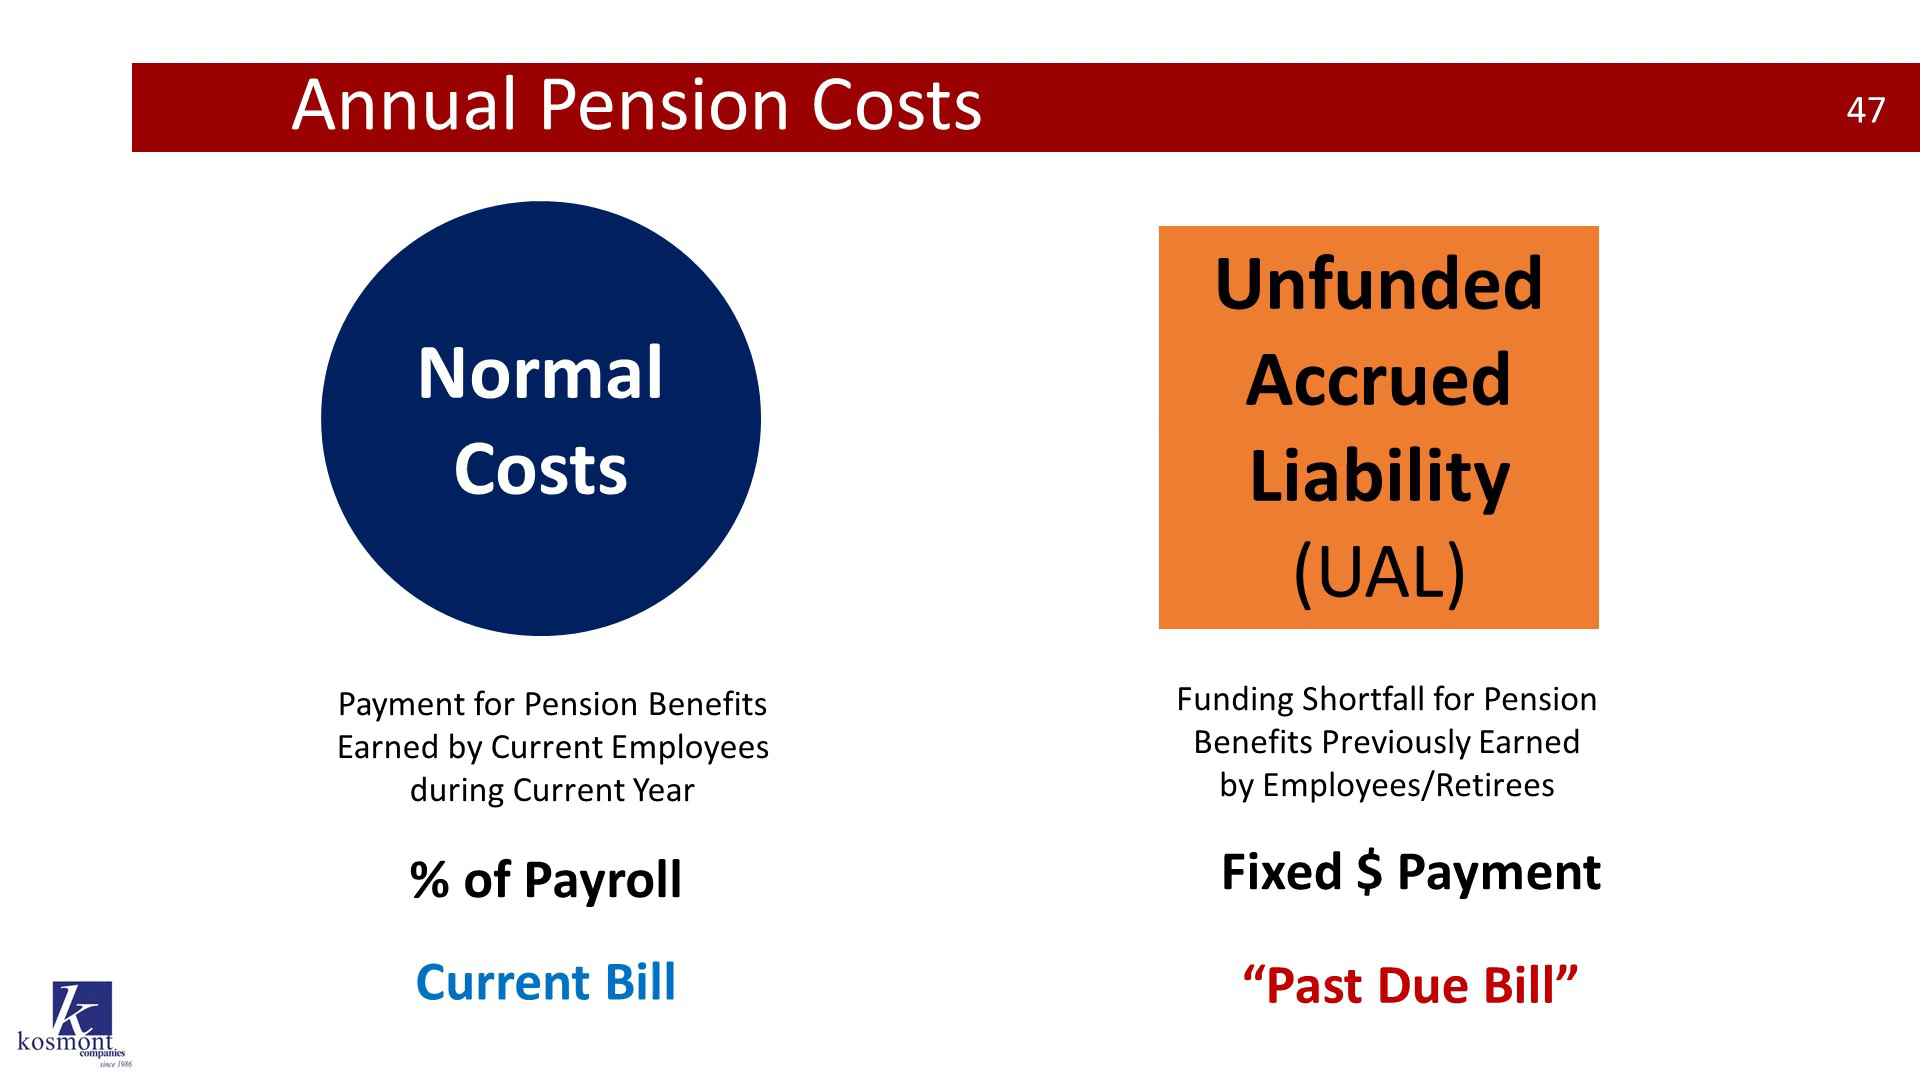 Annual Pension Costs
47
Normal
Costs
Payment for Pension Benefits
Earned by Current Employees
during Current Year
% of Payroll
Current Bill
Unfunded
Accrued
Liability
(UAL)
Funding Shortfall for Pension
Benefits Previously Earned
by Employees/Retirees
Fixed $ Payment
“Past Due Bill”
k
kosmont
companies
since 1986